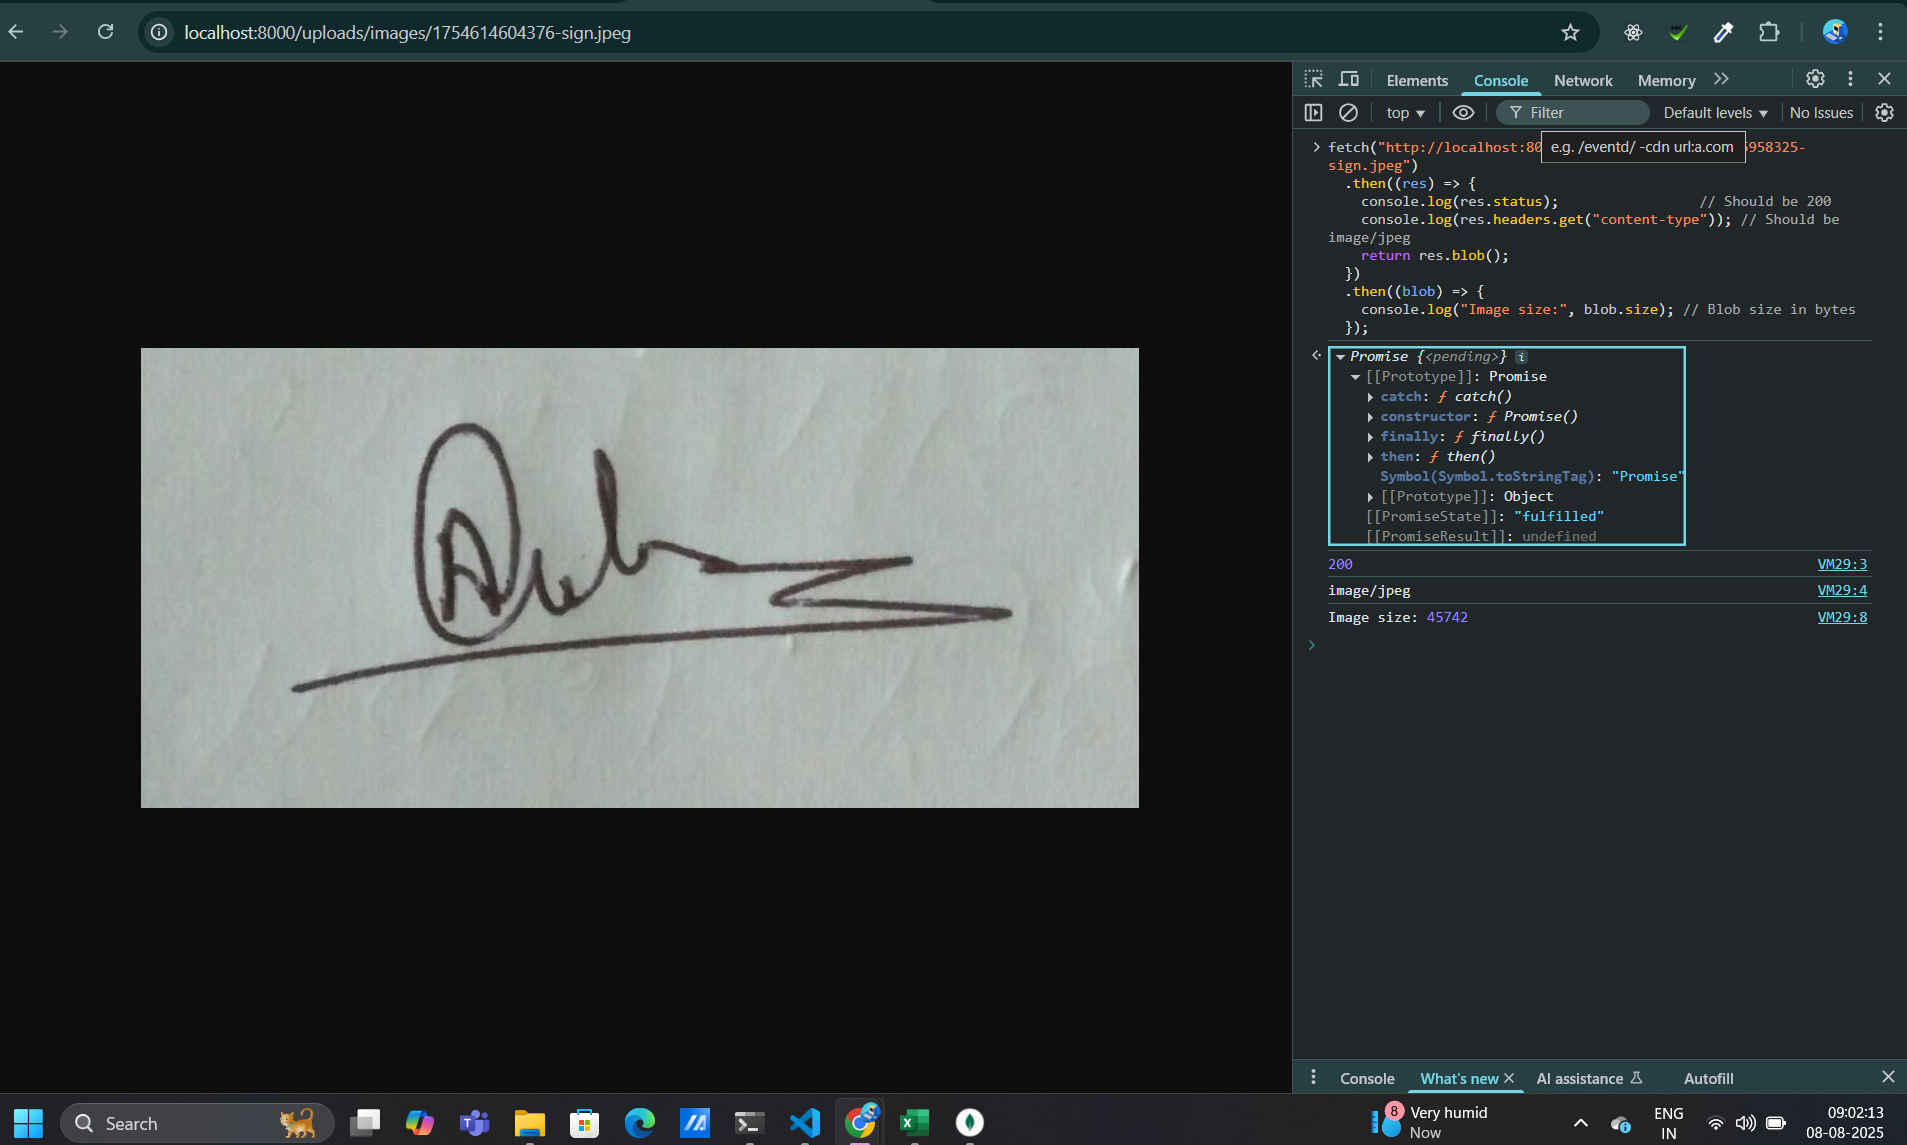 localhost:8000/uploads/images/1754614604376-sign.jpeg
Elements Console Network Memory
top Filter Default levels No Issues
e.g. /eventd/ -cdn url:a.com
fetch("http://localhost:80 5958325-
sign.jpeg")
.then((res) => {
console.log(res.status); // Should be 200
console.log(res.headers.get("content-type")); // Should be
image/jpeg
return res.blob();
})
.then((blob) => {
console.log("Image size:", blob.size); // Blob size in bytes
});
Promise {<pending>} i
[[Prototype]]: Promise
catch: ƒ catch()
constructor: ƒ Promise()
finally: ƒ finally()
then: ƒ then()
Symbol(Symbol.toStringTag): "Promise"
[[Prototype]]: Object
[[PromiseState]]: "fulfilled"
[[PromiseResult]]: undefined
200 VM29:3
image/jpeg VM29:4
Image size: 45742 VM29:8
Console What's new AI assistance Autofill
Search
8 Very humid
Now
ENG
IN
09:02:13
08-08-2025